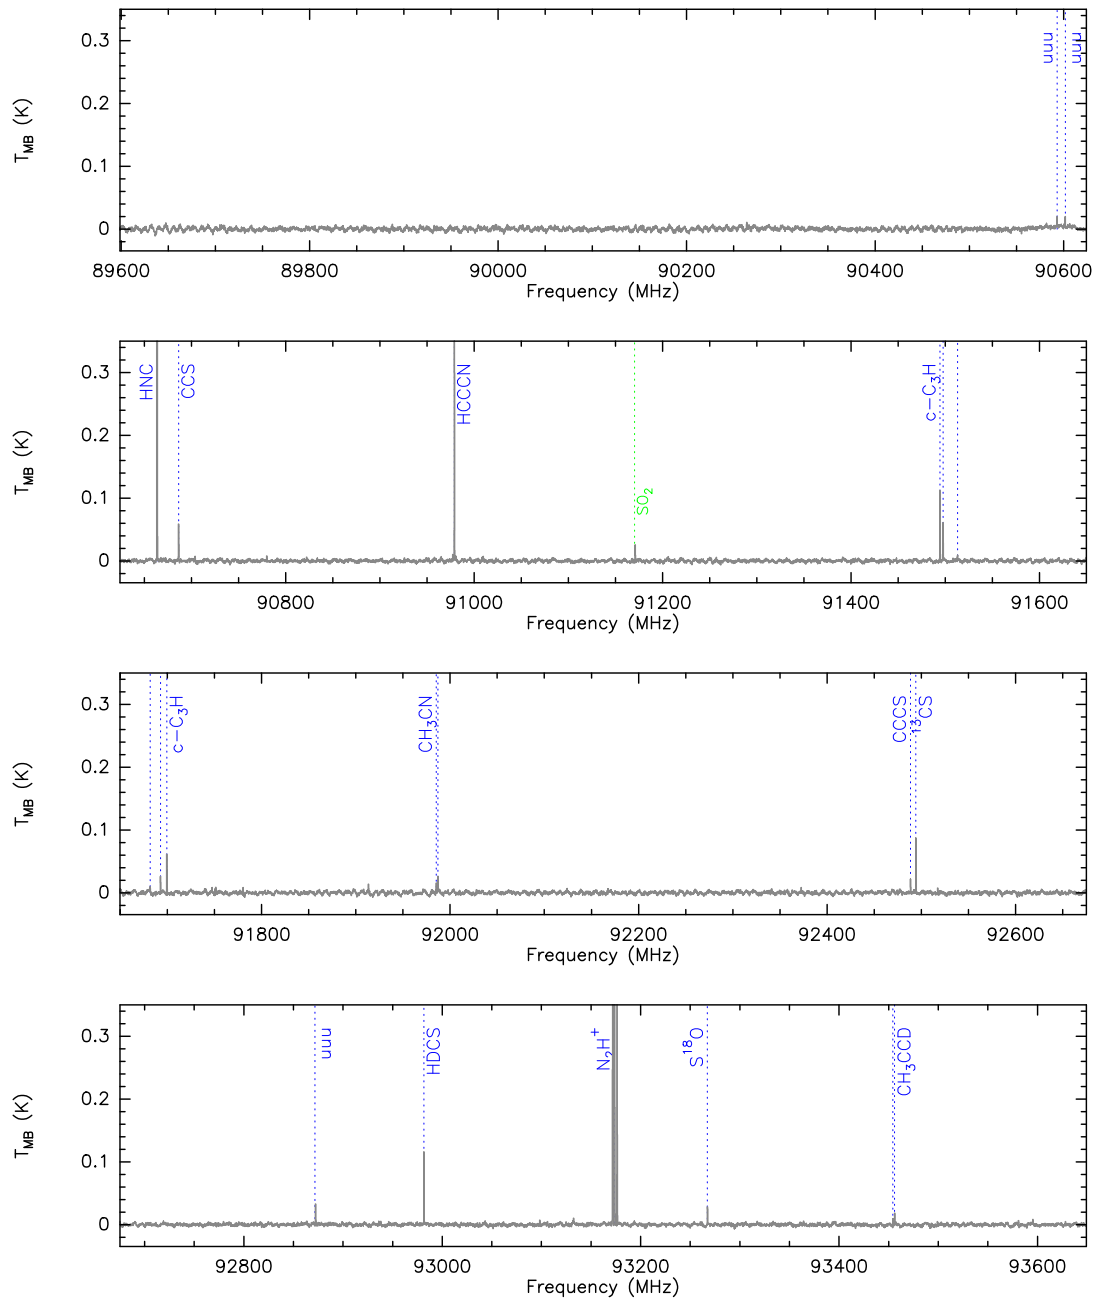 0.3
0.2
0.1
0
T_MB (K)
uuu
uuu
89600 89800 90000 90200 90400 90600
Frequency (MHz)
0.3
0.2
0.1
0
T_MB (K)
HNC
CCS
HCCCN
SO₂
c-C₃H
90800 91000 91200 91400 91600
Frequency (MHz)
0.3
0.2
0.1
0
T_MB (K)
c-C₃H
CH₃CN
CCCS
¹³CS
91800 92000 92200 92400 92600
Frequency (MHz)
0.3
0.2
0.1
0
T_MB (K)
uuu
HDCS
N₂H⁺
S¹⁸O
CH₃CCD
92800 93000 93200 93400 93600
Frequency (MHz)